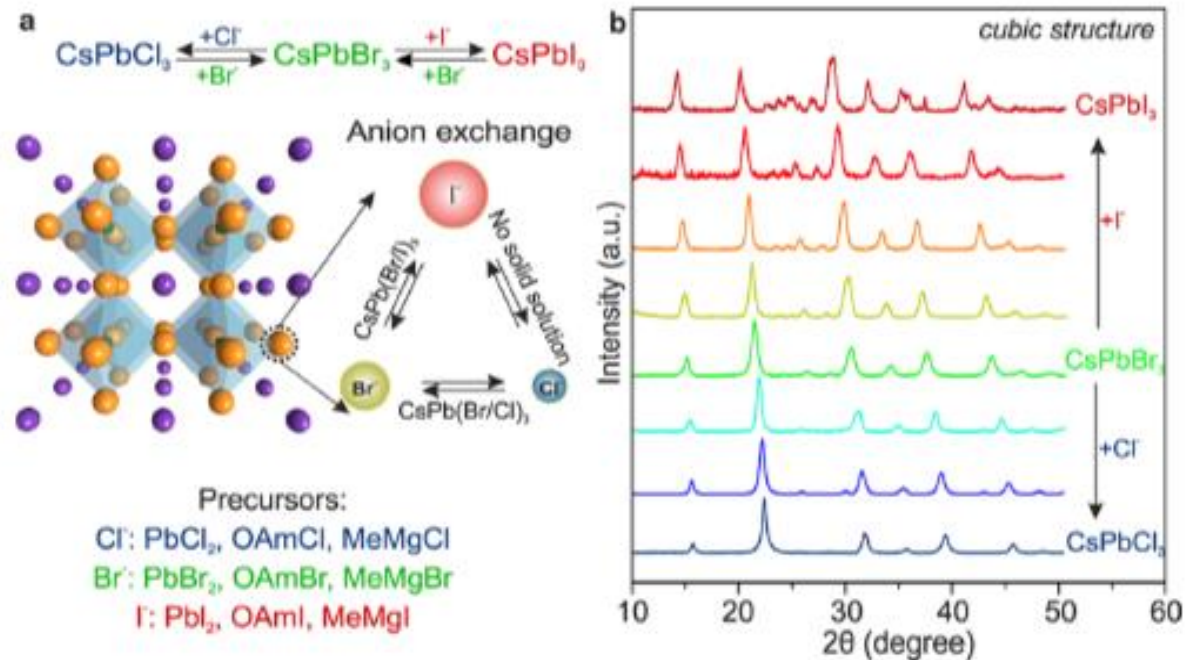 a
+Cl⁻ +I⁻
CsPbCl₃ CsPbBr₃ CsPbI₃
+Br⁻ +Br⁻
Anion exchange
I⁻
CsPb(Br/I)₃
No solid solution
Br⁻
Cl
CsPb(Br/Cl)₃
Precursors:
Cl⁻: PbCl₂, OAmCl, MeMgCl
Br⁻: PbBr₂, OAmBr, MeMgBr
I⁻: PbI₂, OAmI, MeMgI
b
cubic structure
CsPbI₃
+I⁻
CsPbBr₃
+Cl⁻
CsPbCl₃
Intensity (a.u.)
10 20 30 40 50 60
2θ (degree)